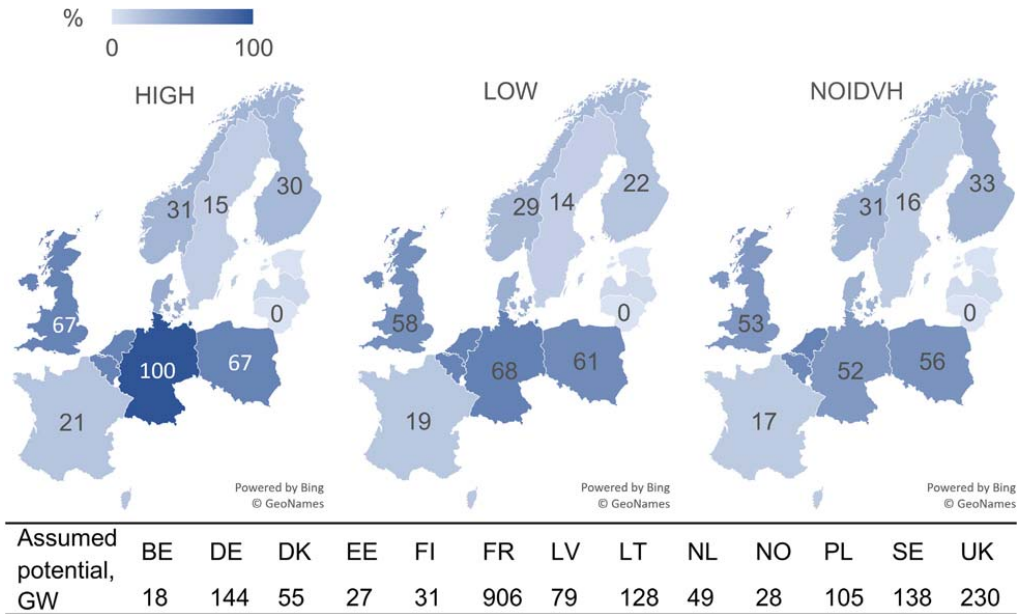 %
0 100
HIGH LOW NOIDVH
31 15 30
29 14 22
31 16 33
67 0
58 0
53 0
100 67
68 61
52 56
21
19
17
Powered by Bing
© GeoNames
Powered by Bing
© GeoNames
Powered by Bing
© GeoNames
Assumed potential, GW
BE DE DK EE FI FR LV LT NL NO PL SE UK
18 144 55 27 31 906 79 128 49 28 105 138 230